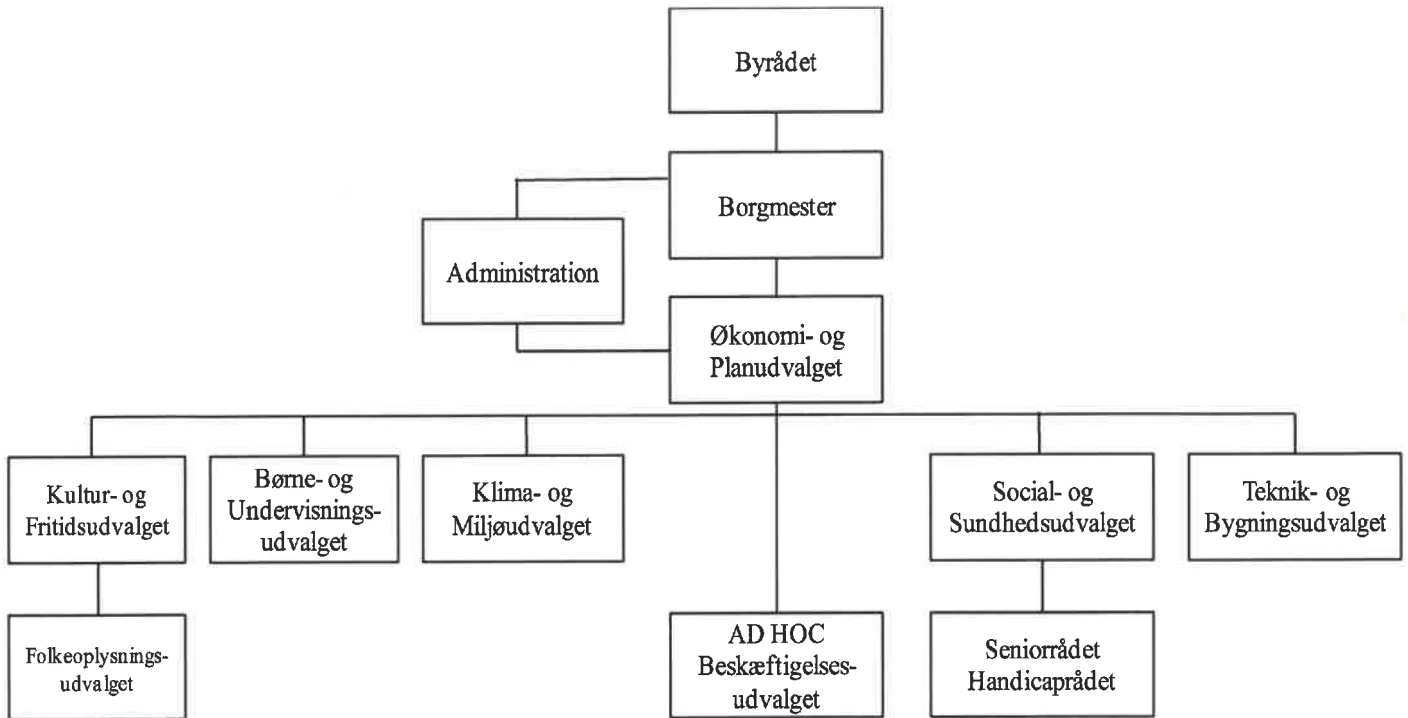 Byrådet
Borgmester
Administration
Økonomi- og
Planudvalget
Kultur- og
Fritidsudvalget
Børne- og
Undervisnings-
udvalget
Klima- og
Miljøudvalget
Social- og
Sundhedsudvalget
Teknik- og
Bygningsudvalget
Folkeoplysnings-
udvalget
AD HOC
Beskæftigelses-
udvalget
Seniorrådet
Handicaprådet